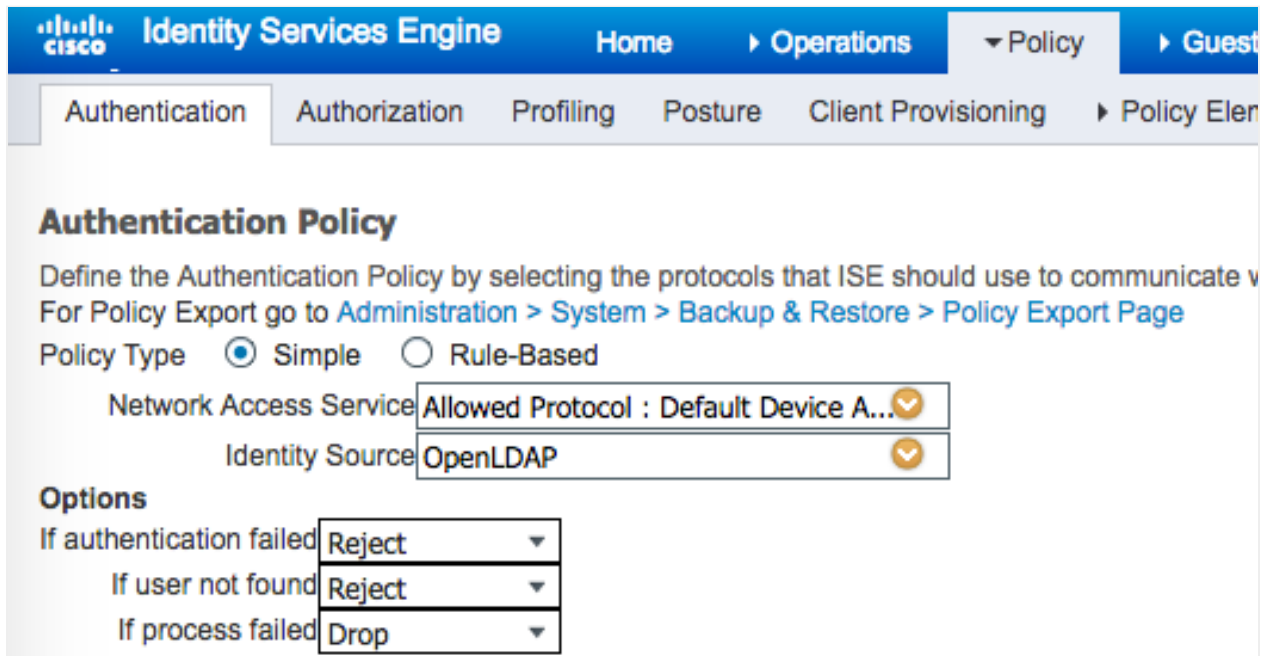 CISCO Identity Services Engine Home Operations Policy Guest
Authentication Authorization Profiling Posture Client Provisioning Policy Elem
Authentication Policy
Define the Authentication Policy by selecting the protocols that ISE should use to communicate
For Policy Export go to Administration > System > Backup & Restore > Policy Export Page
Policy Type Simple Rule-Based
Network Access Service Allowed Protocol : Default Device A...
Identity Source OpenLDAP
Options
If authentication failed Reject
If user not found Reject
If process failed Drop